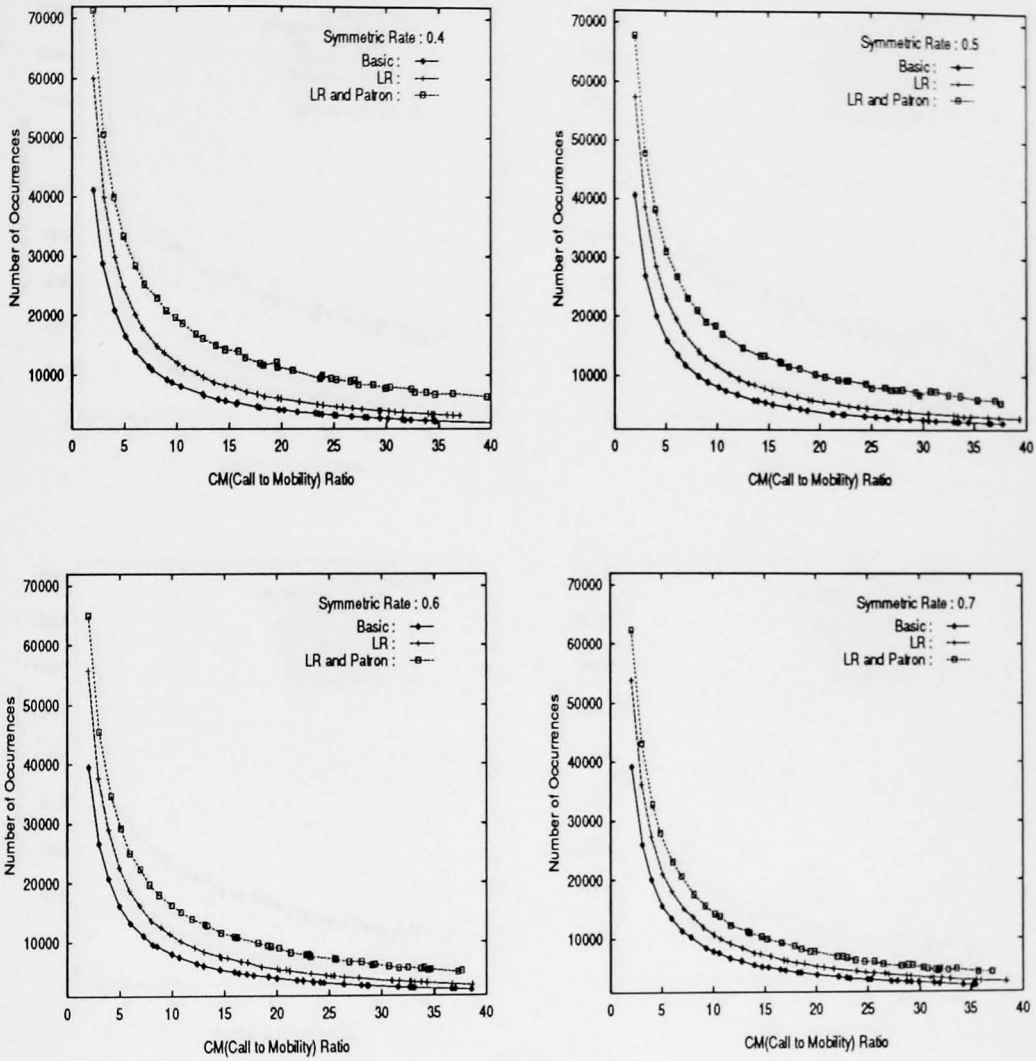 70000
60000
50000
40000
30000
20000
10000
Number of Occurrences
Symmetric Rate : 0.4
Basic :
LR :
LR and Patron :
0 5 10 15 20 25 30 35 40
CM(Call to Mobility) Ratio
70000
60000
50000
40000
30000
20000
10000
Number of Occurrences
Symmetric Rate : 0.5
Basic :
LR :
LR and Patron :
0 5 10 15 20 25 30 35 40
CM(Call to Mobility) Ratio
70000
60000
50000
40000
30000
20000
10000
Number of Occurrences
Symmetric Rate : 0.6
Basic :
LR :
LR and Patron :
0 5 10 15 20 25 30 35 40
CM(Call to Mobility) Ratio
70000
60000
50000
40000
30000
20000
10000
Number of Occurrences
Symmetric Rate : 0.7
Basic :
LR :
LR and Patron :
0 5 10 15 20 25 30 35 40
CM(Call to Mobility) Ratio